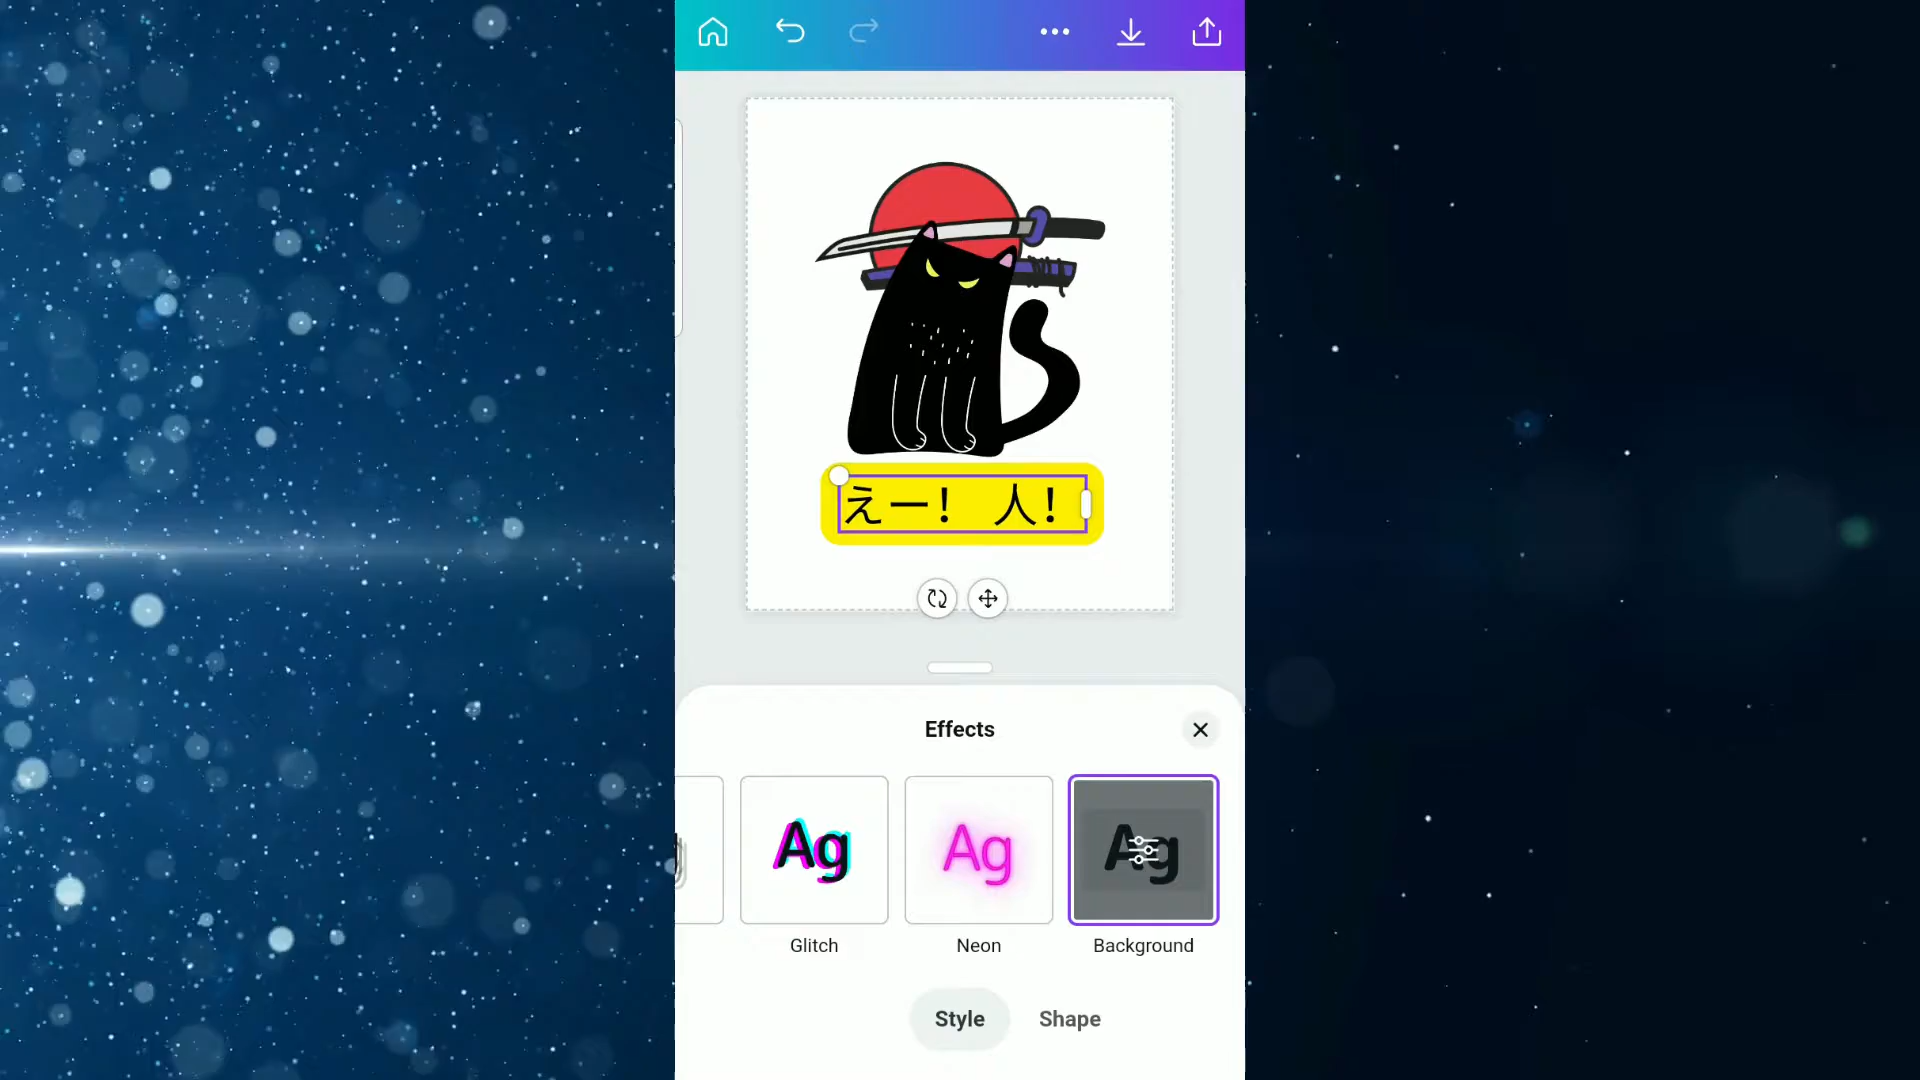 えー！　人！
Effects
Ag
Ag
Ag
Glitch
Neon
Background
Style
Shape